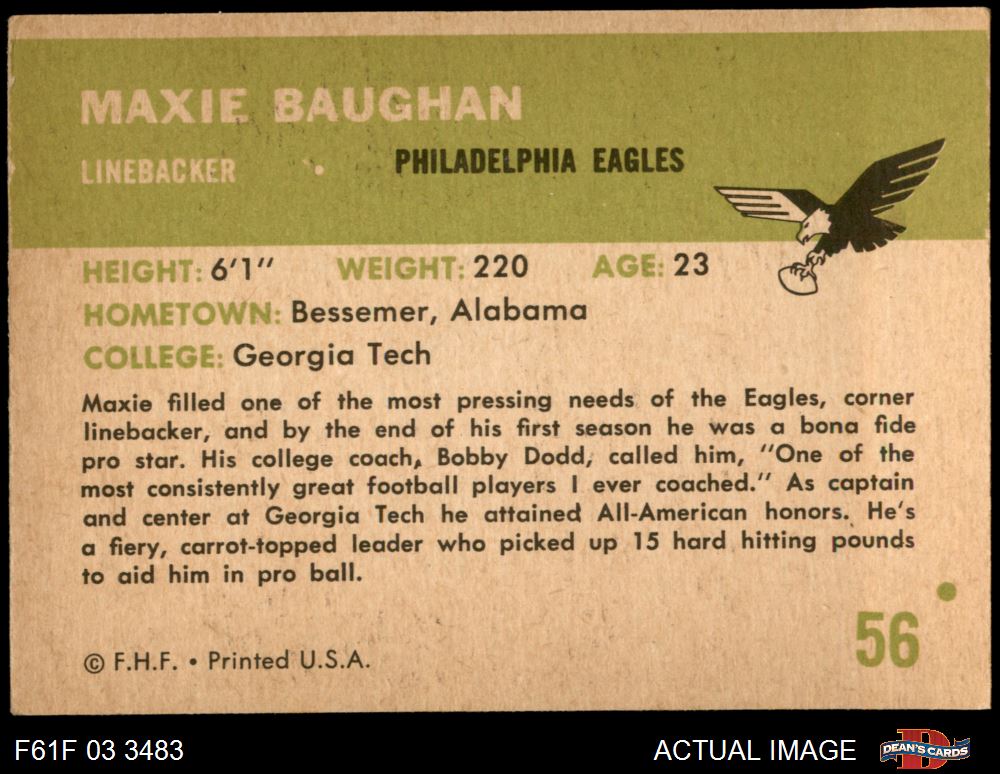 MAXIE BAUGHAN
LINEBACKER • PHILADELPHIA EAGLES
HEIGHT: 6'1" WEIGHT: 220 AGE: 23
HOMETOWN: Bessemer, Alabama
COLLEGE: Georgia Tech
Maxie filled one of the most pressing needs of the Eagles, corner
linebacker, and by the end of his first season he was a bona fide
pro star. His college coach, Bobby Dodd, called him, "One of the
most consistently great football players I ever coached." As captain
and center at Georgia Tech he attained All-American honors. He's
a fiery, carrot-topped leader who picked up 15 hard hitting pounds
to aid him in pro ball.
56
© F.H.F. • Printed U.S.A.
F61F 03 3483 ACTUAL IMAGE DEAN'S CARDS